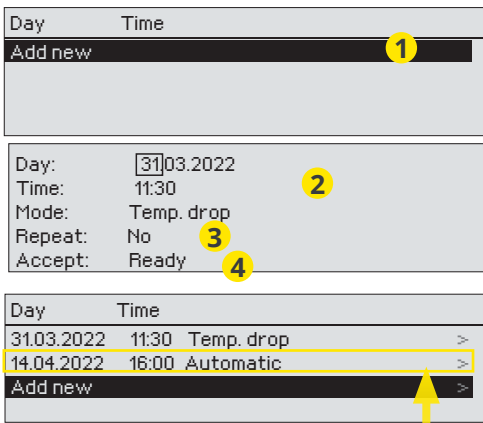 Day Time
Add new
1
Day: 31.03.2022
Time: 11:30
2
Mode: Temp. drop
Repeat: No
3
Accept: Ready
4
Day Time
31.03.2022 11:30 Temp. drop >
14.04.2022 16:00 Automatic >
Add new >